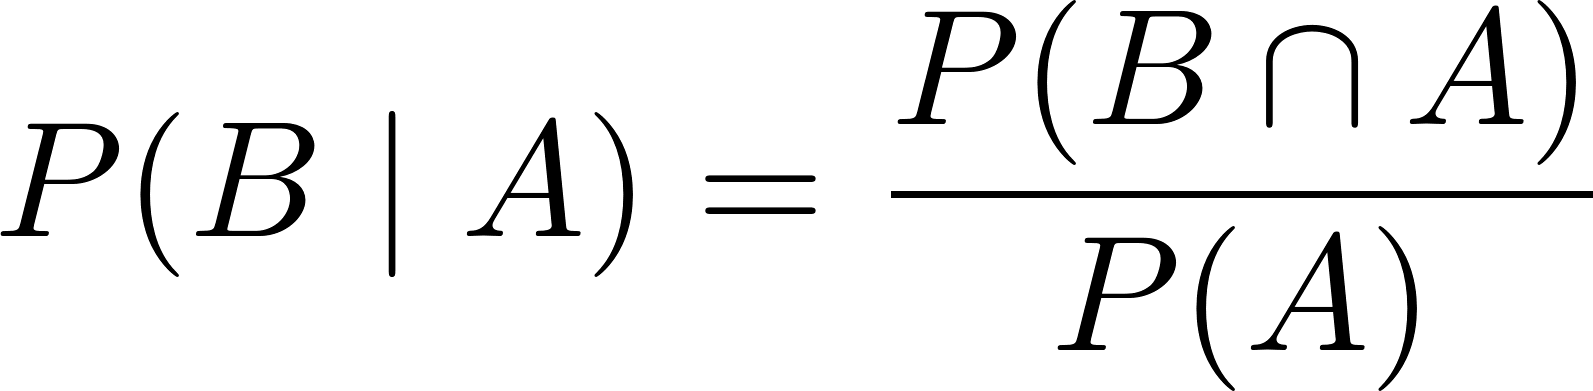 P(B | A) = P(B ∩ A) / P(A)